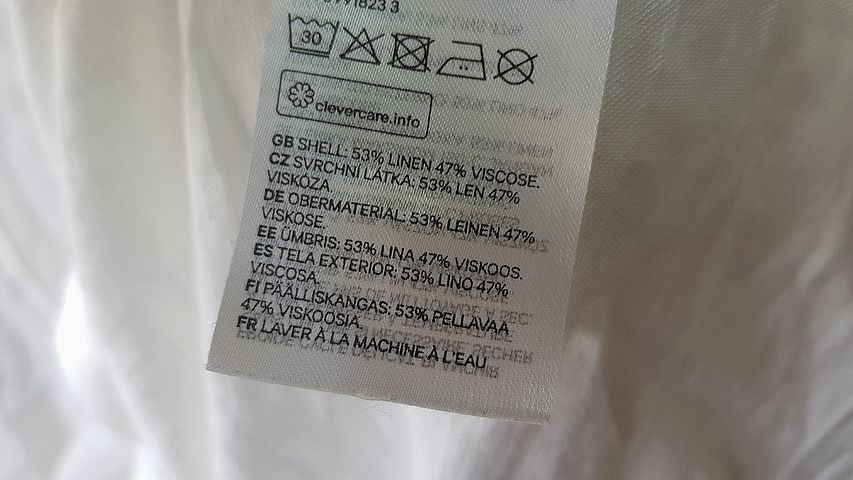 1823 3
30
clevercare.info
GB SHELL: 53% LINEN 47% VISCOSE.
CZ SVRCHNÍ LÁTKA: 53% LEN 47%
VISKÓZA.
DE OBERMATERIAL: 53% LEINEN 47%
VISKOSE.
EE ÜMBRIS: 53% LINA 47% VISKOOS.
ES TELA EXTERIOR: 53% LINO 47%
VISCOSA.
FI PÄÄLLISKANGAS: 53% PELLAVAA
47% VISKOOSIA.
FR LAVER À LA MACHINE À L'EAU